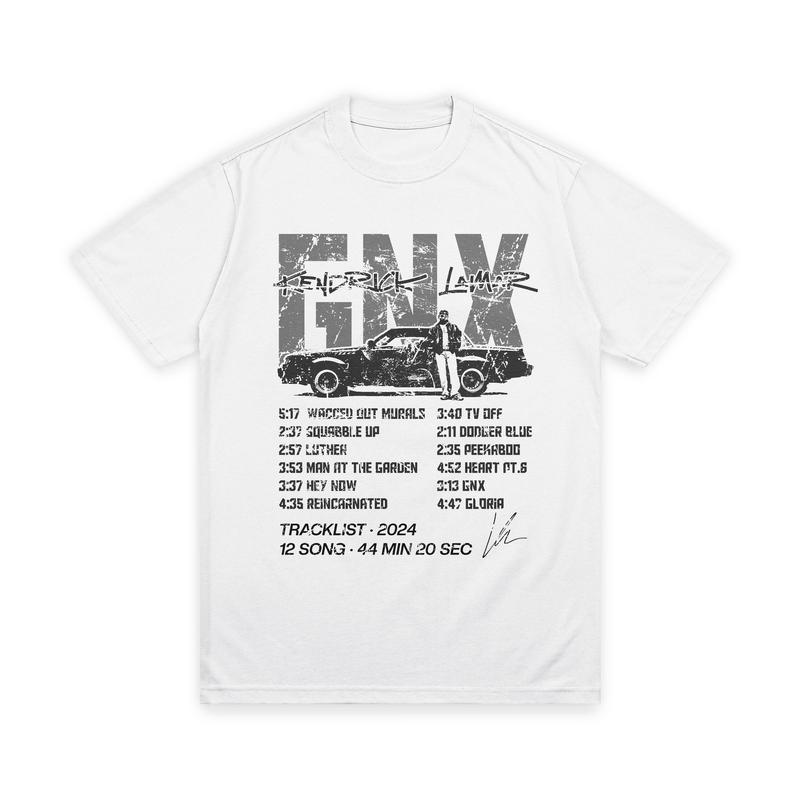 GNX
KENDRICK LAMAR
5:17 WACCED OUT MURALS
2:37 SQUABBLE UP
2:57 LUTHER
3:53 MAN AT THE GARDEN
3:37 HEY NOW
4:35 REINCARNATED
3:40 TV OFF
2:11 DODGER BLUE
2:35 PEEKABOO
4:52 HEART PT.6
3:13 GNX
4:47 GLORIA
TRACKLIST · 2024
12 SONG · 44 MIN 20 SEC